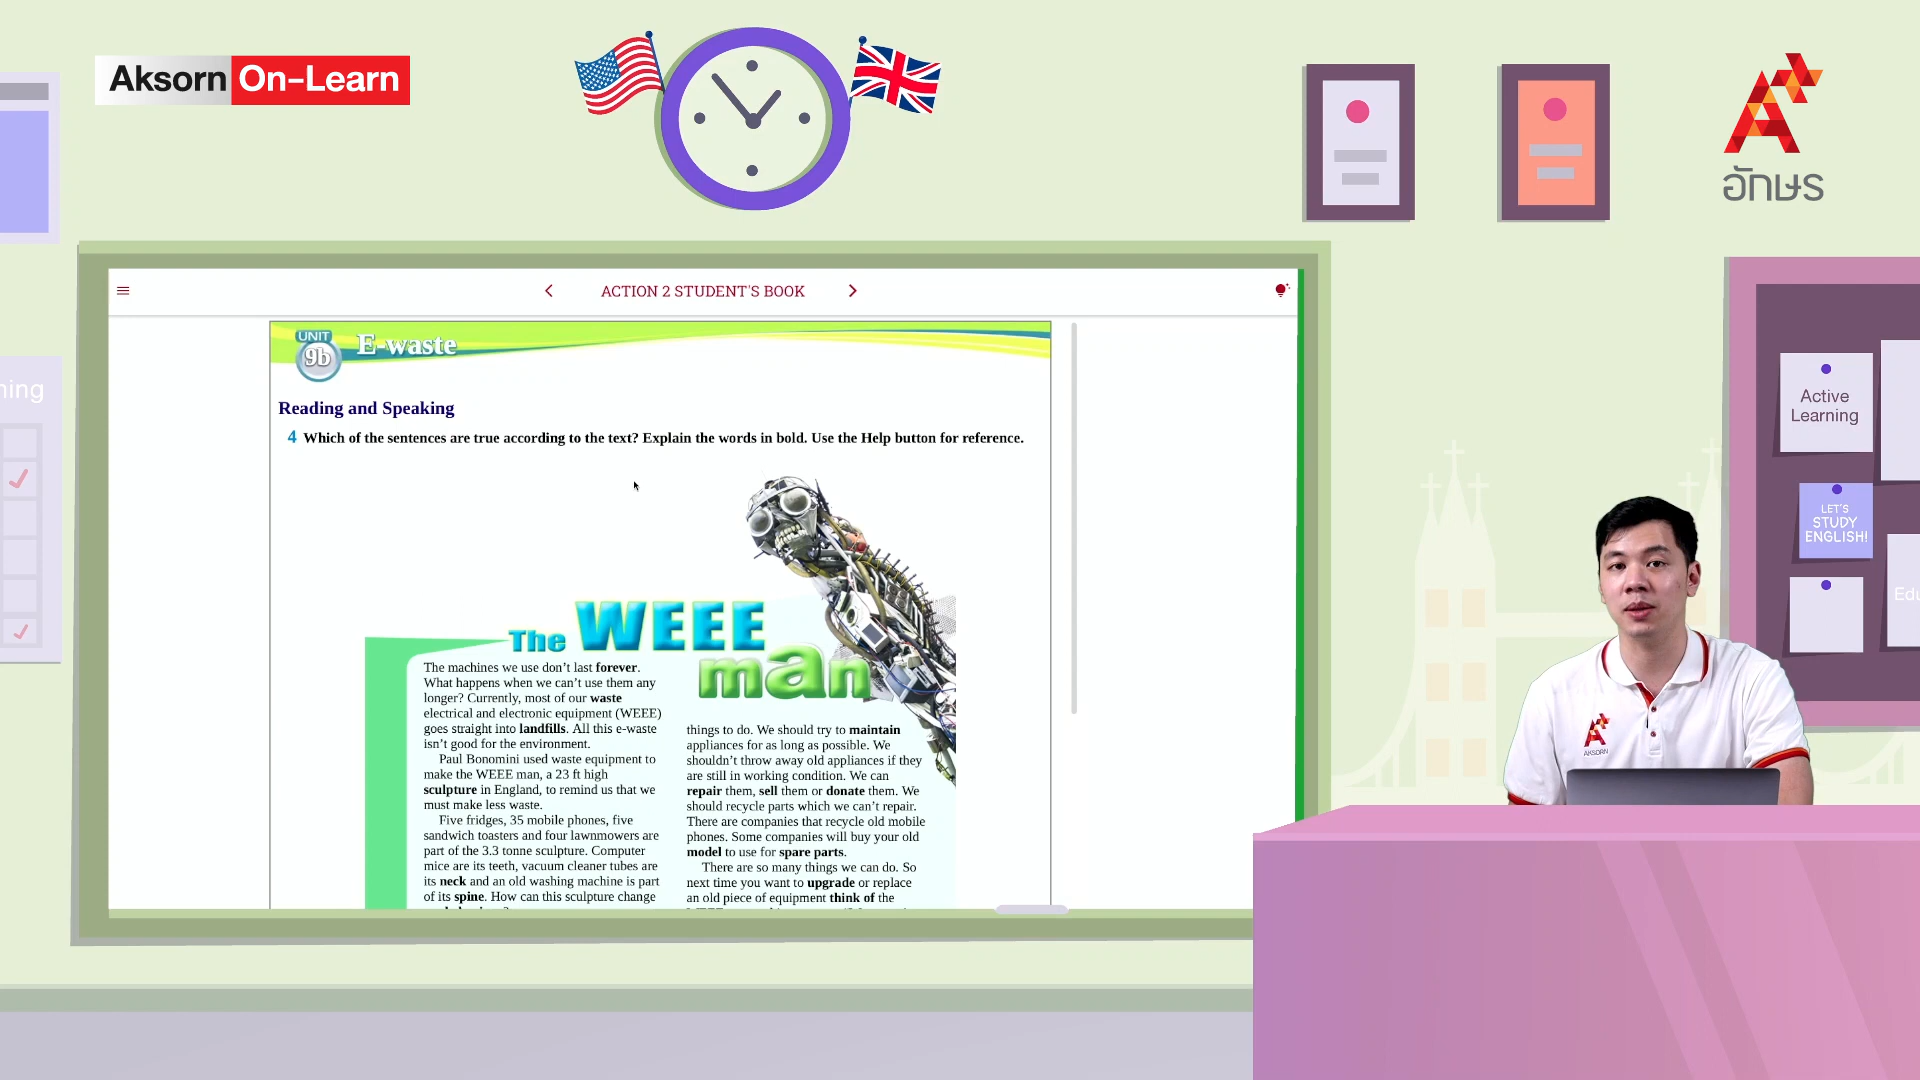 Aksorn On-Learn
อักษร
ning
ACTION 2 STUDENT'S BOOK
UNIT
9b
E-waste
Reading and Speaking
4 Which of the sentences are true according to the text? Explain the words in bold. Use the Help button for reference.
The WEEE
man
The machines we use don't last forever.
What happens when we can't use them any
longer? Currently, most of our waste
electrical and electronic equipment (WEEE)
goes straight into landfills. All this e-waste
isn't good for the environment.
Paul Bonomini used waste equipment to
make the WEEE man, a 23 ft high
sculpture in England, to remind us that we
must make less waste.
Five fridges, 35 mobile phones, five
sandwich toasters and four lawnmowers are
part of the 3.3 tonne sculpture. Computer
mice are its teeth, vacuum cleaner tubes are
its neck and an old washing machine is part
of its spine. How can this sculpture change
things to do. We should try to maintain
appliances for as long as possible. We
shouldn't throw away old appliances if they
are still in working condition. We can
repair them, sell them or donate them. We
should recycle parts which we can't repair.
There are companies that recycle old mobile
phones. Some companies will buy your old
model to use for spare parts.
There are so many things we can do. So
next time you want to upgrade or replace
an old piece of equipment think of the
Active
Learning
LET'S
STUDY
ENGLISH!
Edu
AKSORN